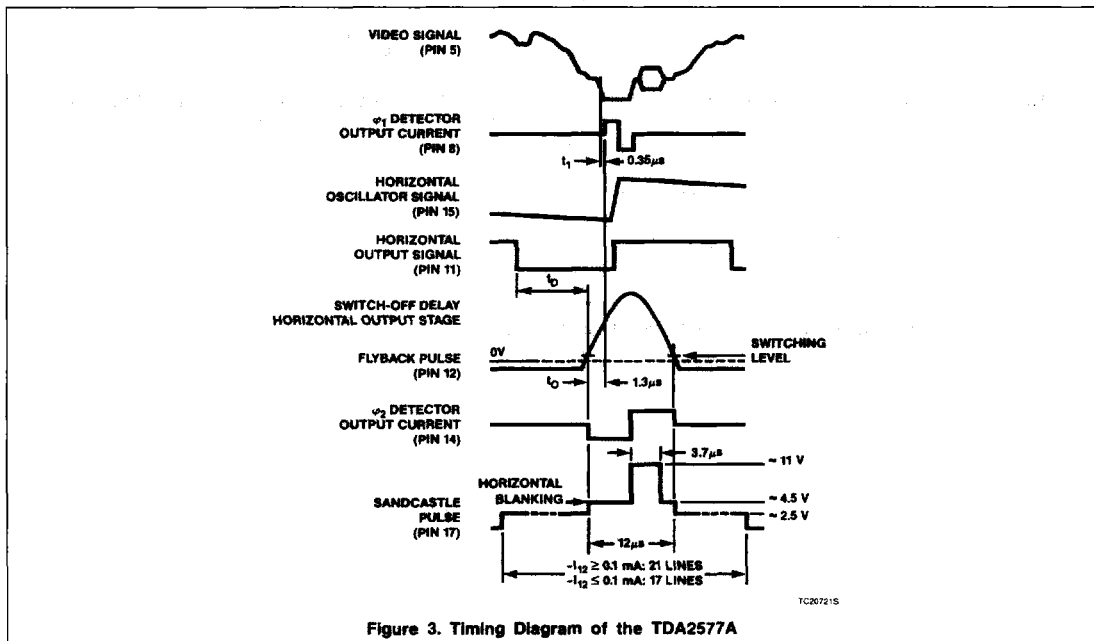 VIDEO SIGNAL
(PIN 5)
φ1 DETECTOR
OUTPUT CURRENT
(PIN 8)
t1
0.35µs
HORIZONTAL
OSCILLATOR SIGNAL
(PIN 15)
HORIZONTAL
OUTPUT SIGNAL
(PIN 11)
tD
SWITCH-OFF DELAY
HORIZONTAL OUTPUT STAGE
SWITCHING
LEVEL
0V
FLYBACK PULSE
(PIN 12)
tO
1.3µs
φ2 DETECTOR
OUTPUT CURRENT
(PIN 14)
3.7µs
~ 11 V
HORIZONTAL
BLANKING
~ 4.5 V
~ 2.5 V
SANDCASTLE
PULSE
(PIN 17)
12µs
-I12 ≥ 0.1 mA: 21 LINES
-I12 ≤ 0.1 mA: 17 LINES
TC20721S
Figure 3. Timing Diagram of the TDA2577A